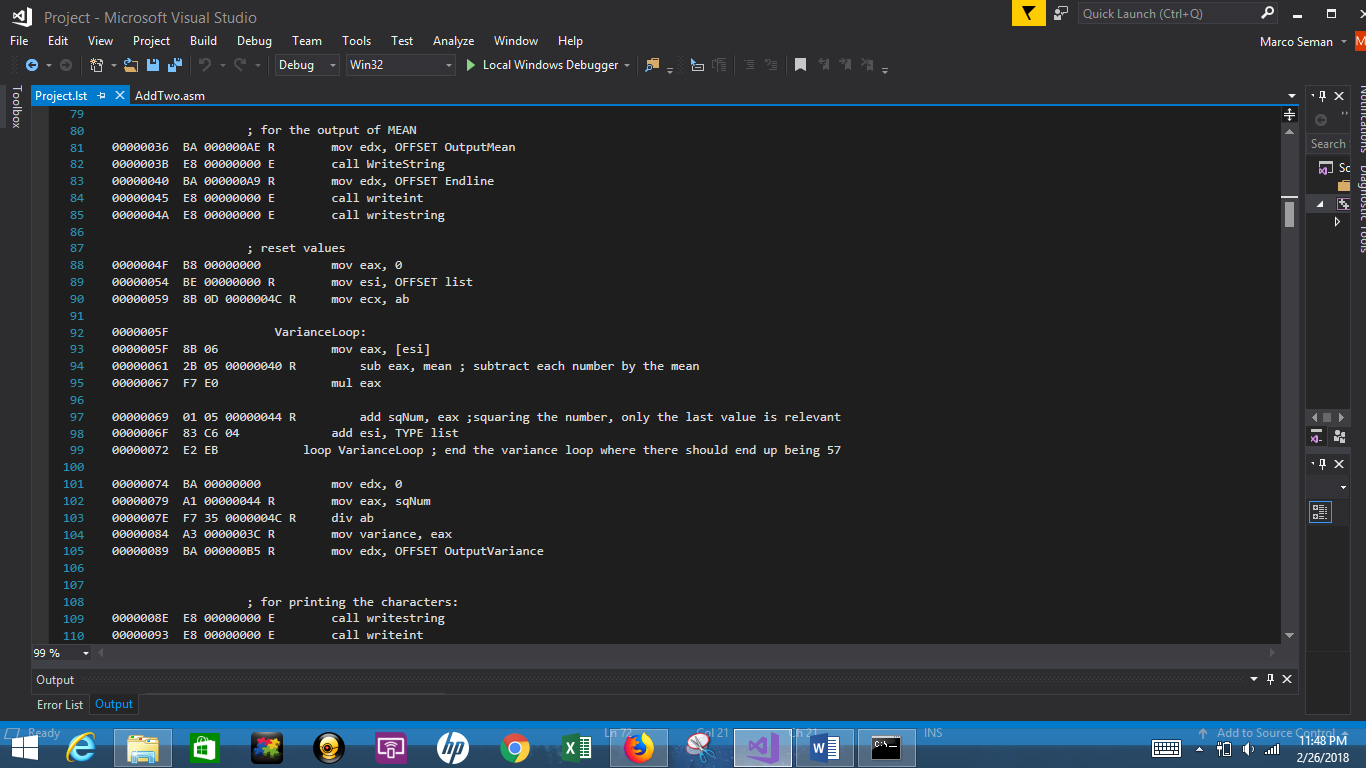 Project - Microsoft Visual Studio
Quick Launch (Ctrl+Q)
File Edit View Project Build Debug Team Tools Test Analyze Window Help
Marco Seman
M
Debug Win32 Local Windows Debugger
Toolbox
Project.lst AddTwo.asm
Notifications
Diagnostic Tools
Search
79
80 ; for the output of MEAN
81 00000036 BA 000000AE R mov edx, OFFSET OutputMean
82 0000003B E8 00000000 E call WriteString
83 00000040 BA 000000A9 R mov edx, OFFSET Endline
84 00000045 E8 00000000 E call writeint
85 0000004A E8 00000000 E call writestring
86
87 ; reset values
88 0000004F B8 00000000 mov eax, 0
89 00000054 BE 00000000 R mov esi, OFFSET list
90 00000059 8B 0D 0000004C R mov ecx, ab
91
92 0000005F VarianceLoop:
93 0000005F 8B 06 mov eax, [esi]
94 00000061 2B 05 00000040 R sub eax, mean ; subtract each number by the mean
95 00000067 F7 E0 mul eax
96
97 00000069 01 05 00000044 R add sqNum, eax ;squaring the number, only the last value is relevant
98 0000006F 83 C6 04 add esi, TYPE list
99 00000072 E2 EB loop VarianceLoop ; end the variance loop where there should end up being 57
100
101 00000074 BA 00000000 mov edx, 0
102 00000079 A1 00000044 R mov eax, sqNum
103 0000007E F7 35 0000004C R div ab
104 00000084 A3 0000003C R mov variance, eax
105 00000089 BA 000000B5 R mov edx, OFFSET OutputVariance
106
107
108 ; for printing the characters:
109 0000008E E8 00000000 E call writestring
110 00000093 E8 00000000 E call writeint
99 %
Output
Error List Output
Ready Ln 72 Col 21 Ch 21 INS Add to Source Control
11:48 PM
2/26/2018